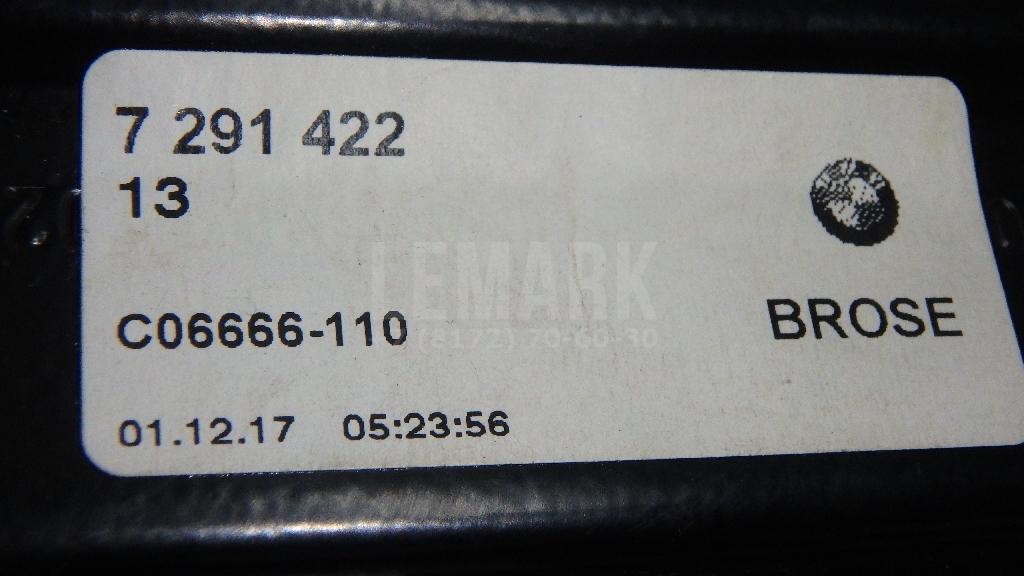 7 291 422
13
LEMARK
(8172) 70-60-30
C06666-110
BROSE
01.12.17 05:23:56